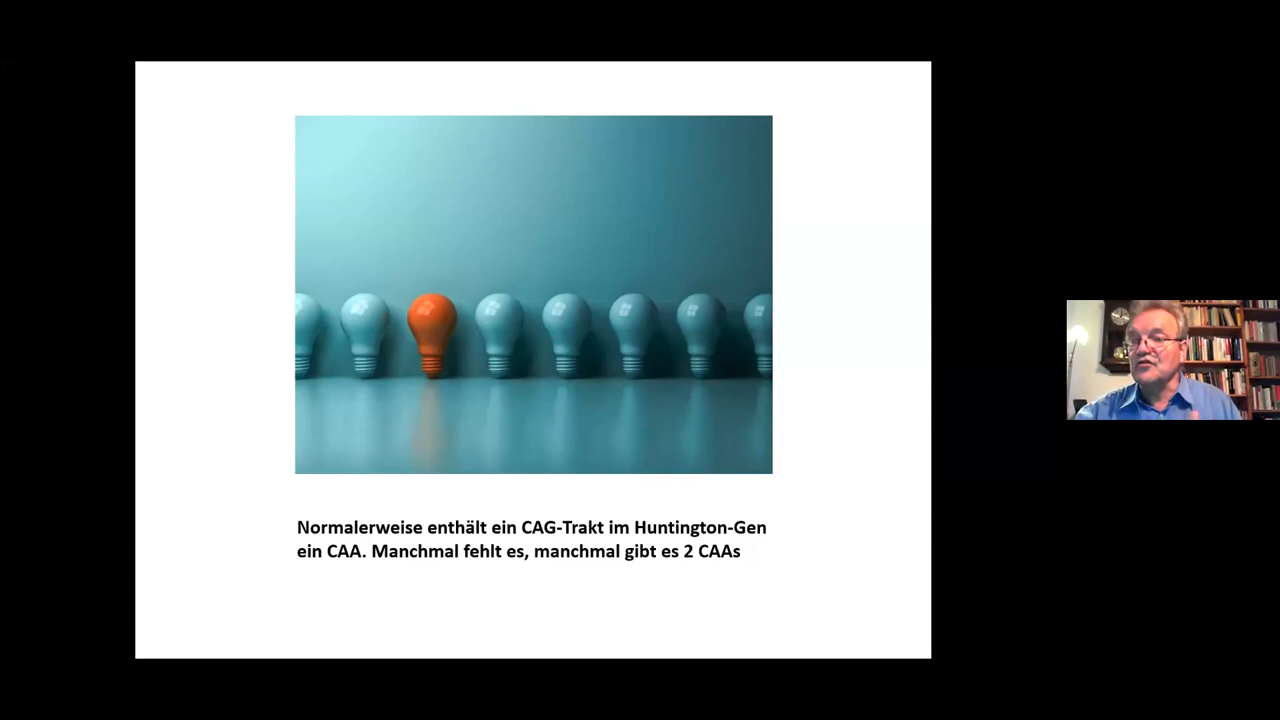 Normalerweise enthält ein CAG-Trakt im Huntington-Gen
ein CAA. Manchmal fehlt es, manchmal gibt es 2 CAAs